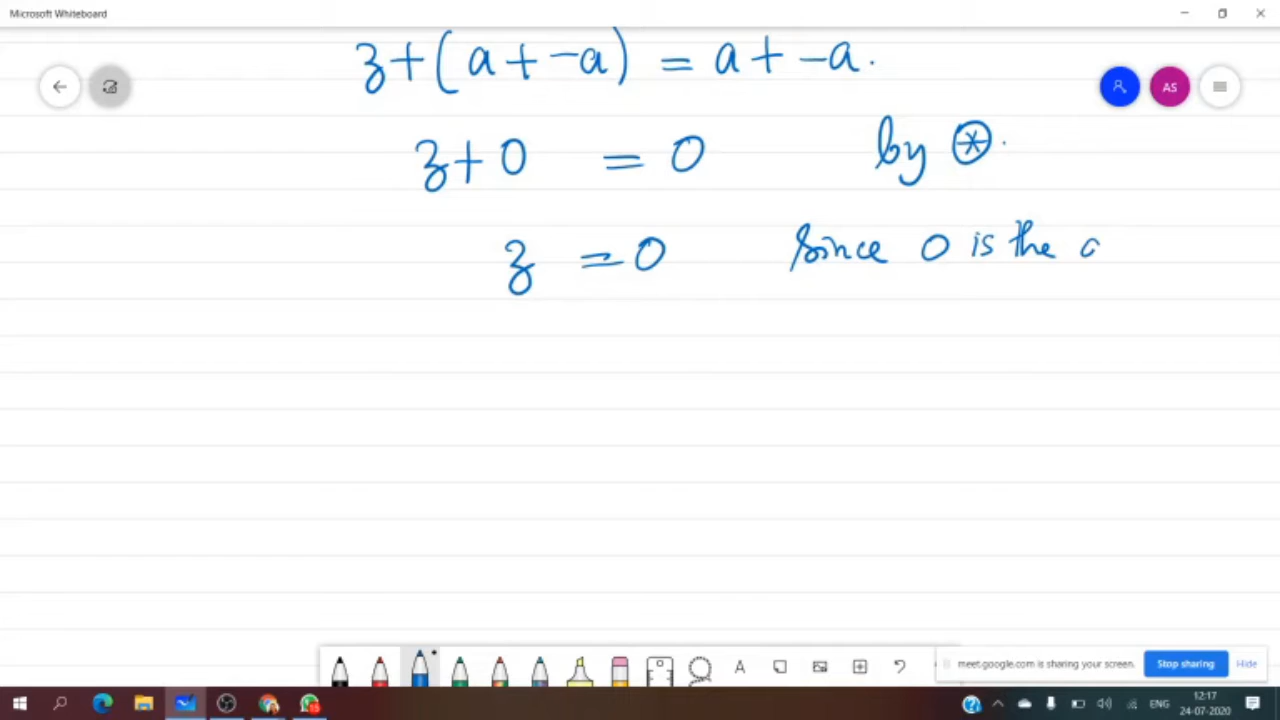 Microsoft Whiteboard
z + (a + -a) = a + -a.
AS
z + 0 = 0 by ⊛.
z = 0 since 0 is the a
A
meet.google.com is sharing your screen. Stop sharing Hide
ENG
12:17
24-07-2020